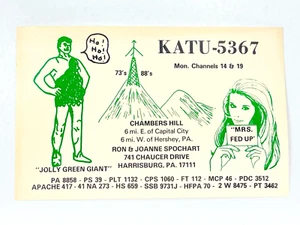 Ho!
Ho!
Ho!
KATU-5367
73's 88's
Mon. Channels 14 & 19
CHAMBERS HILL
6 mi. E. of Capital City
6 mi. W. of Hershey, PA.
RON & JOANNE SPOCHART
741 CHAUCER DRIVE
HARRISBURG, PA. 17111
"JOLLY GREEN GIANT"
"MRS.
FED UP"
PA 8858 - PS 39 - PLT 1132 - CPS 1060 - FT 112 - MCP 46 - PDC 3512
APACHE 417 - 41 NA 273 - HS 659 - SSB 9731J - HFPA 70 - 2 W 8475 - PT 3462